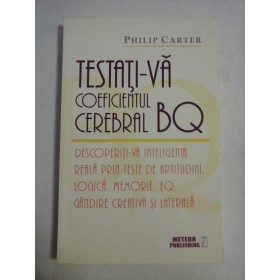 PHILIP CARTER
TESTAȚI-VĂ
COEFICIENTUL
CEREBRAL BQ
DESCOPERIȚI-VĂ INTELIGENȚA
REALĂ PRIN TESTE DE APTITUDINI,
LOGICĂ, MEMORIE, EQ,
GÂNDIRE CREATIVĂ ȘI LATERALĂ
METEOR
PUBLISHING